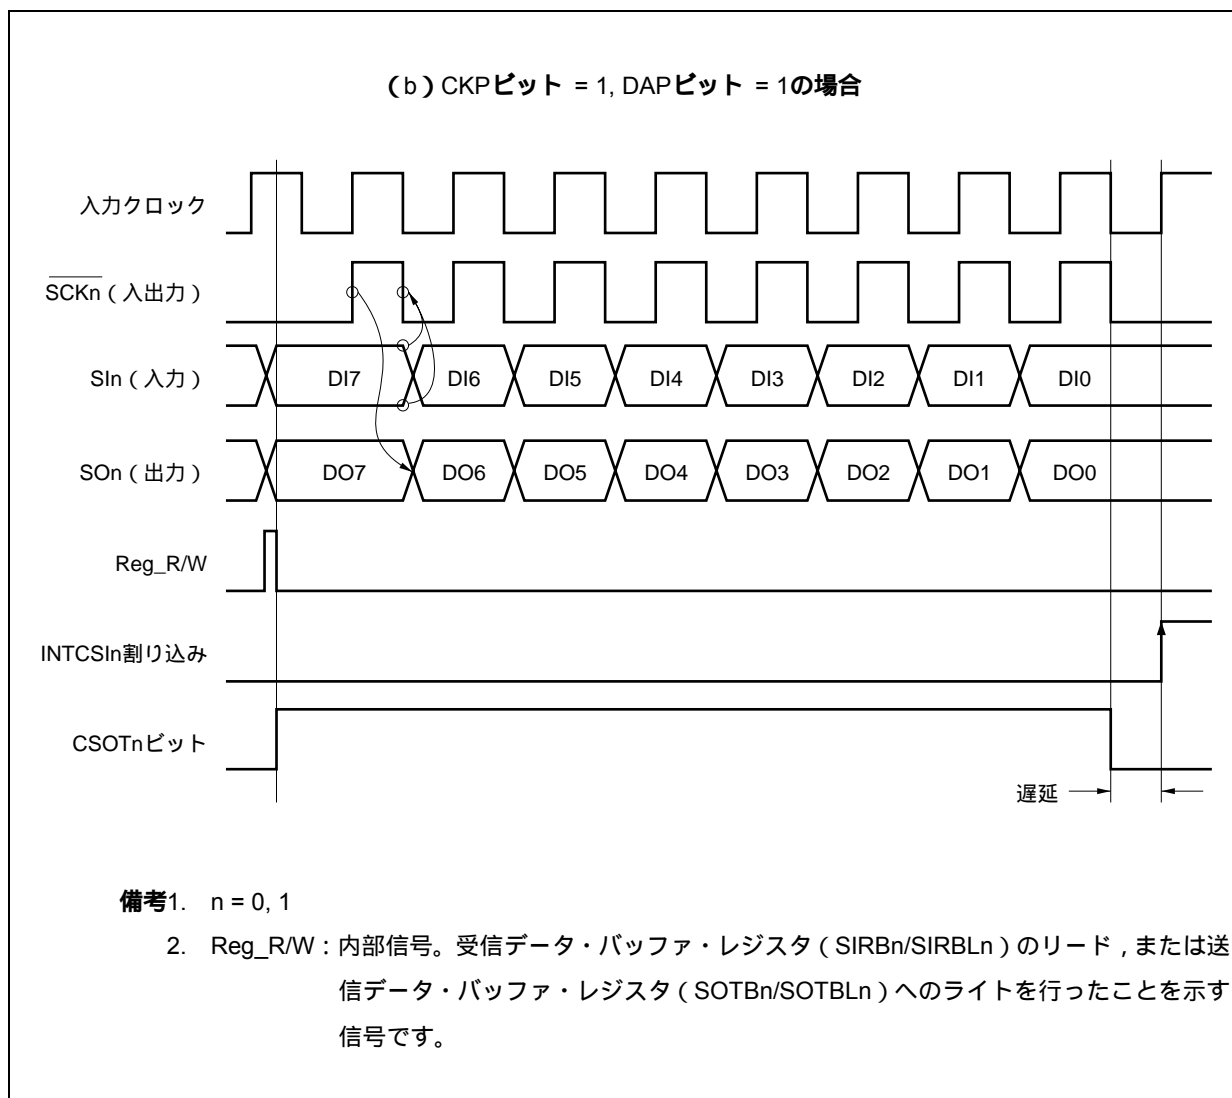 (b)CKPビット = 1, DAPビット = 1の場合
入力クロック
SCKn(入出力)
SIn(入力)
DI7 DI6 DI5 DI4 DI3 DI2 DI1 DI0
SOn(出力)
DO7 DO6 DO5 DO4 DO3 DO2 DO1 DO0
Reg_R/W
INTCSIn割り込み
CSOTnビット
遅延
備考1. n = 0, 1
2. Reg_R/W:内部信号。受信データ・バッファ・レジスタ(SIRBn/SIRBLn)のリード,または送
信データ・バッファ・レジスタ(SOTBn/SOTBLn)へのライトを行ったことを示す
信号です。